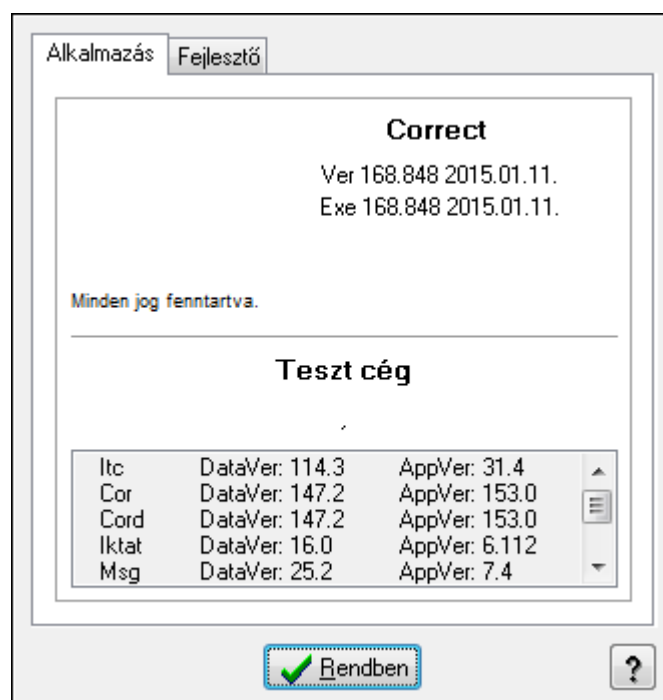 Alkalmazás Fejlesztő
Correct
Ver 168.848 2015.01.11.
Exe 168.848 2015.01.11.
Minden jog fenntartva.
Teszt cég
,
Itc DataVer: 114.3 AppVer: 31.4
Cor DataVer: 147.2 AppVer: 153.0
Cord DataVer: 147.2 AppVer: 153.0
Iktat DataVer: 16.0 AppVer: 6.112
Msg DataVer: 25.2 AppVer: 7.4
Rendben ?